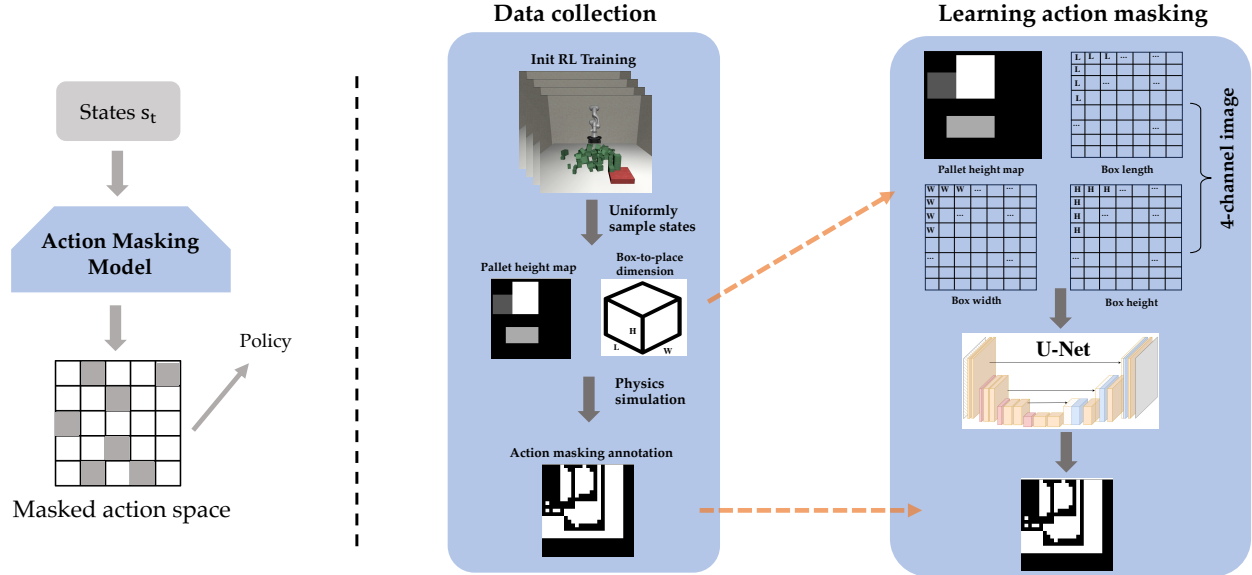 States sₜ
Action Masking
Model
Policy
Masked action space
Data collection
Init RL Training
Uniformly
sample states
Pallet height map
Box-to-place
dimension
H
L
W
Physics
simulation
Action masking annotation
Learning action masking
L L L ... ...
L
L ... ...
L
... ...
Pallet height map
Box length
W W W ... ...
W
W ... ...
W
... ...
H H H ... ...
H
H ... ...
H
... ...
Box width
Box height
4-channel image
U-Net